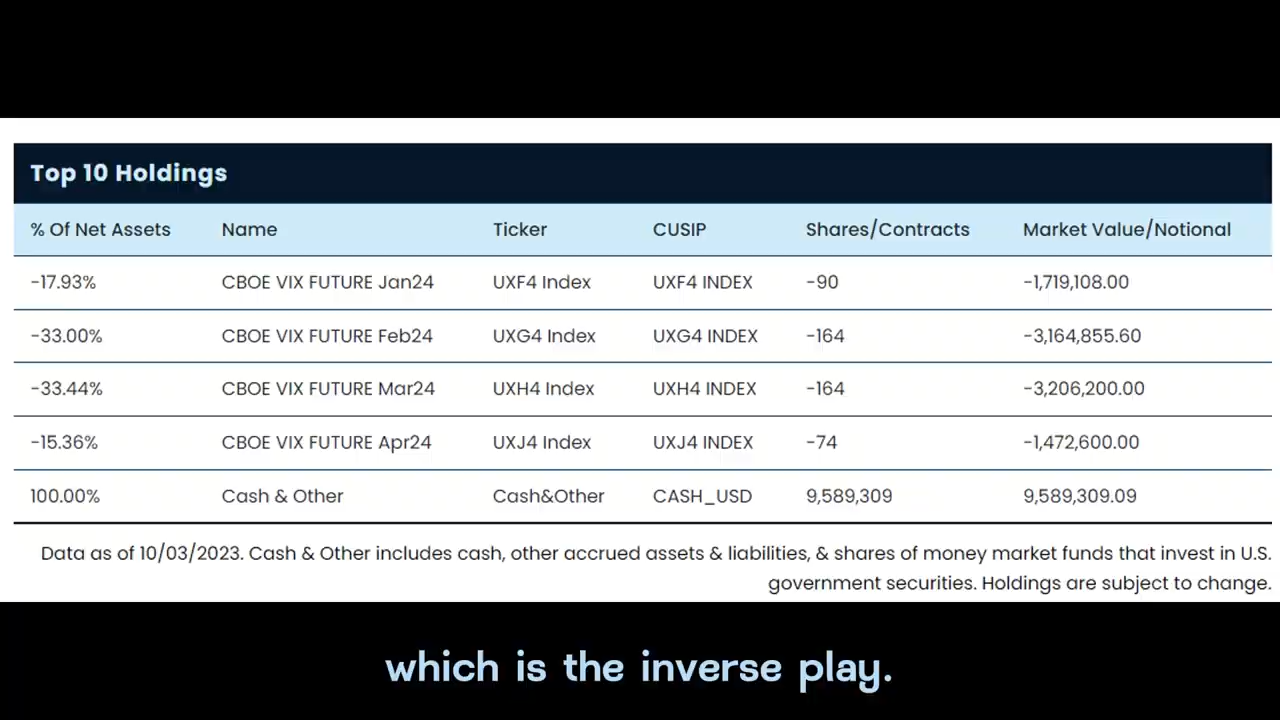 Top 10 Holdings
% Of Net Assets Name Ticker CUSIP Shares/Contracts Market Value/Notional
-17.93% CBOE VIX FUTURE Jan24 UXF4 Index UXF4 INDEX -90 -1,719,108.00
-33.00% CBOE VIX FUTURE Feb24 UXG4 Index UXG4 INDEX -164 -3,164,855.60
-33.44% CBOE VIX FUTURE Mar24 UXH4 Index UXH4 INDEX -164 -3,206,200.00
-15.36% CBOE VIX FUTURE Apr24 UXJ4 Index UXJ4 INDEX -74 -1,472,600.00
100.00% Cash & Other Cash&Other CASH_USD 9,589,309 9,589,309.09
Data as of 10/03/2023. Cash & Other includes cash, other accrued assets & liabilities, & shares of money market funds that invest in U.S.
government securities. Holdings are subject to change.
which is the inverse play.